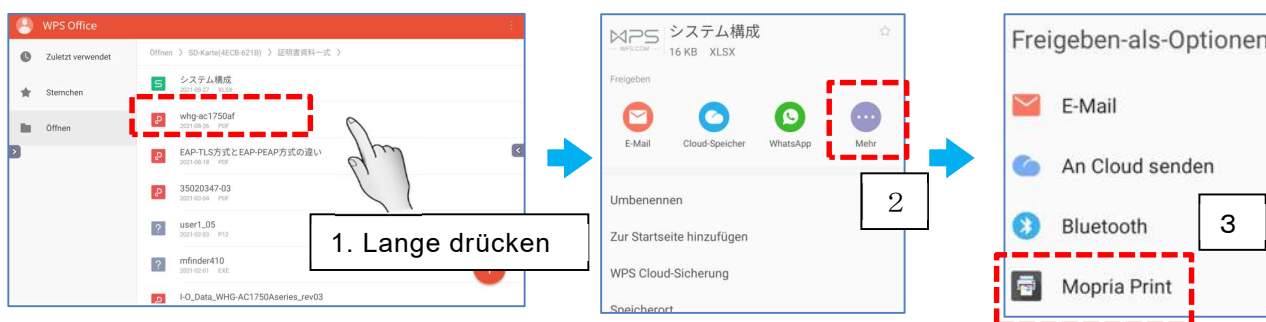 WPS Office
Zuletzt verwendet
Sternchen
Öffnen
Öffnen 〉 SD-Karte(4ECB-621B) 〉 証明書資料一式 〉
システム構成
2021-08-27 XLSX
whg-ac1750af
2021-08-26 PDF
EAP-TLS方式とEAP-PEAP方式の違い
2021-08-18 PDF
35020347-03
2021-03-04 PDF
user1_05
2021-02-03 P12
mfinder410
2021-02-01 EXE
I-O_Data_WHG-AC1750Aseries_rev03
1. Lange drücken
WPS
WPS.COM
システム構成
16 KB XLSX
Freigeben
E-Mail
Cloud-Speicher
WhatsApp
Mehr
2
Umbenennen
Zur Startseite hinzufügen
WPS Cloud-Sicherung
Speicherort
Freigeben-als-Optionen
E-Mail
An Cloud senden
Bluetooth
3
Mopria Print